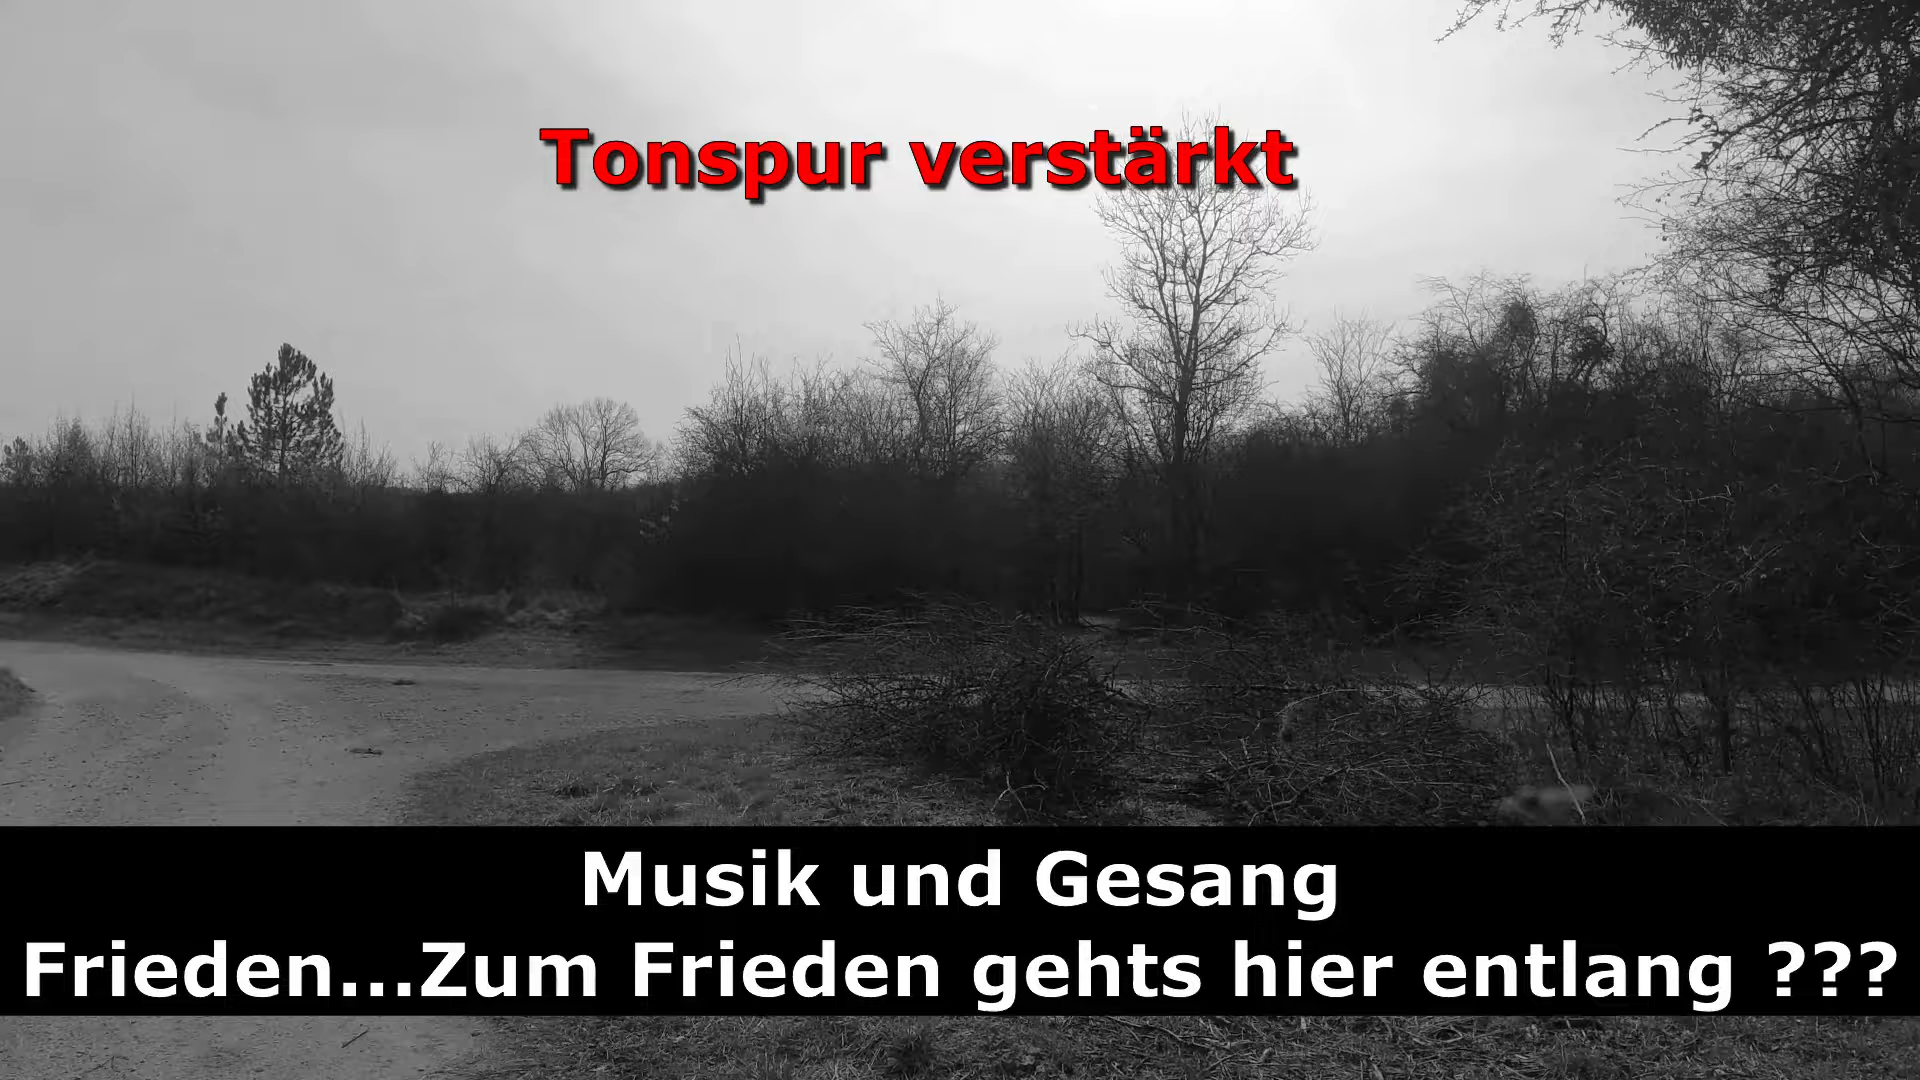 Tonspur verstärkt
Musik und Gesang
Frieden...Zum Frieden gehts hier entlang ???